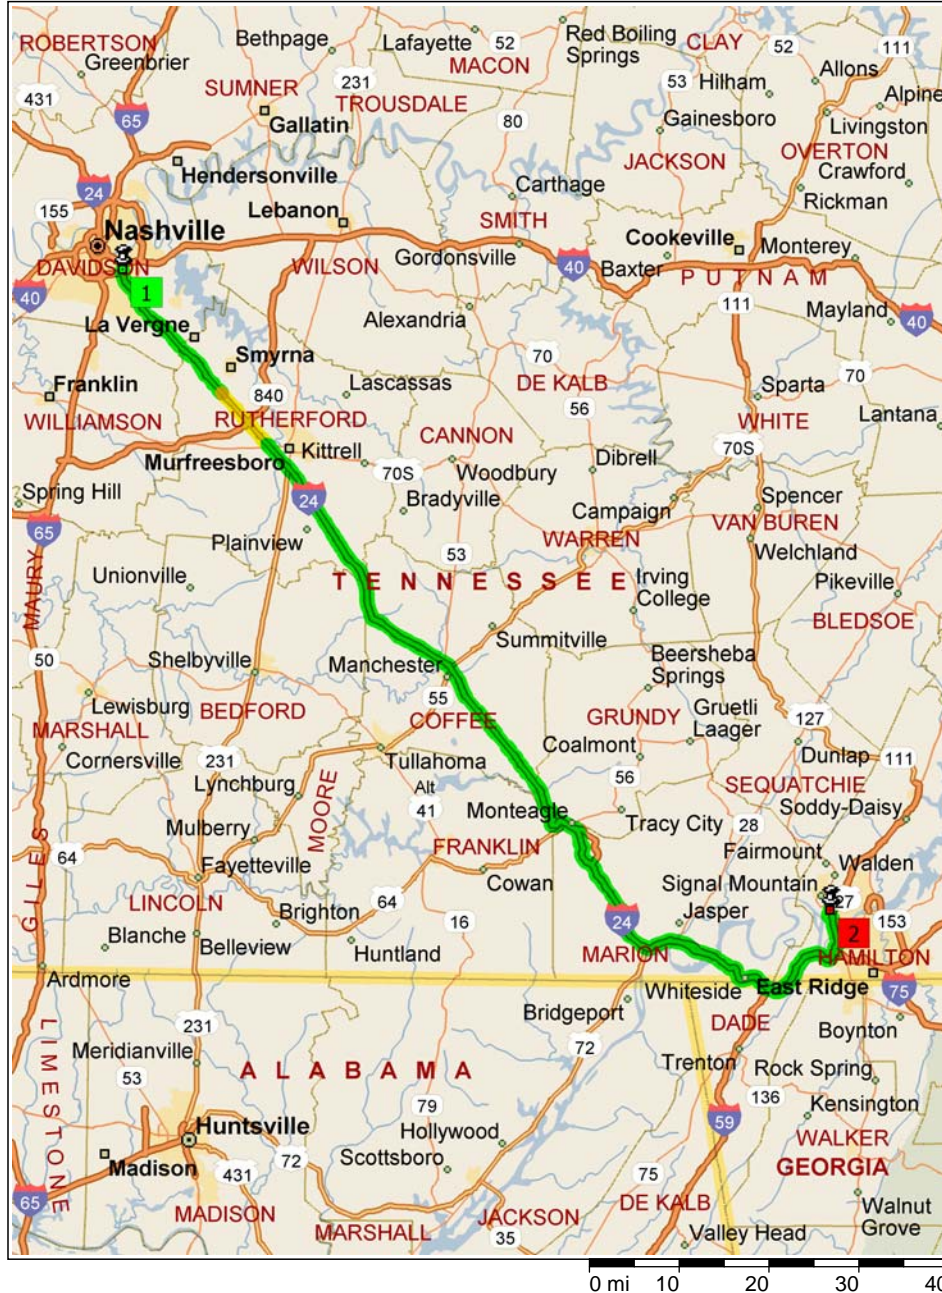 ROBERTSON
Greenbrier
Bethpage
Lafayette
52
Red Boiling
Springs
CLAY
52
111
MACON
Allons
431
SUMNER
231
TROUSDALE
53
Hilham
Alpine
65
Gallatin
80
Gainesboro
Livingston
JACKSON
OVERTON
Crawford
Hendersonville
24
Carthage
Rickman
155
Lebanon
SMITH
Nashville
Cookeville
Monterey
DAVIDSON
WILSON
Gordonsville
40
Baxter
PUTNAM
40
1
111
Mayland
40
La Vergne
Alexandria
Smyrna
70
Franklin
840
Lascassas
DE KALB
Sparta
70
WILLIAMSON
RUTHERFORD
56
WHITE
Lantana
CANNON
Murfreesboro
Kittrell
70S
Woodbury
Dibrell
70S
Spring Hill
24
Bradyville
Campaign
Spencer
65
Plainview
WARREN
VAN BUREN
53
Welchland
MAURY
Unionville
TENNESSEE
Irving
College
Pikeville
BLEDSOE
Summitville
50
Shelbyville
Manchester
Beersheba
Springs
Lewisburg
55
BEDFORD
COFFEE
GRUNDY
Gruetli
Laager
127
MARSHALL
Cornersville
231
Tullahoma
Coalmont
Dunlap
111
Lynchburg
Alt
41
56
SEQUATCHIE
MOORE
Monteagle
Soddy-Daisy
Mulberry
Tracy City
28
GILES
64
FRANKLIN
Fairmount
Walden
Fayetteville
Cowan
Signal Mountain
LINCOLN
64
27
Brighton
16
24
Jasper
153
Blanche
Belleview
Huntland
2
MARION
HAMILTON
Ardmore
Whiteside
East Ridge
75
Bridgeport
DADE
LIMESTONE
231
Boynton
Meridianville
72
Trenton
53
ALABAMA
Rock Spring
79
136
Kensington
Huntsville
Hollywood
59
WALKER
Madison
72
Scottsboro
75
GEORGIA
431
65
MADISON
DE KALB
Walnut
Grove
MARSHALL
JACKSON
35
Valley Head
0 mi 10 20 30 40